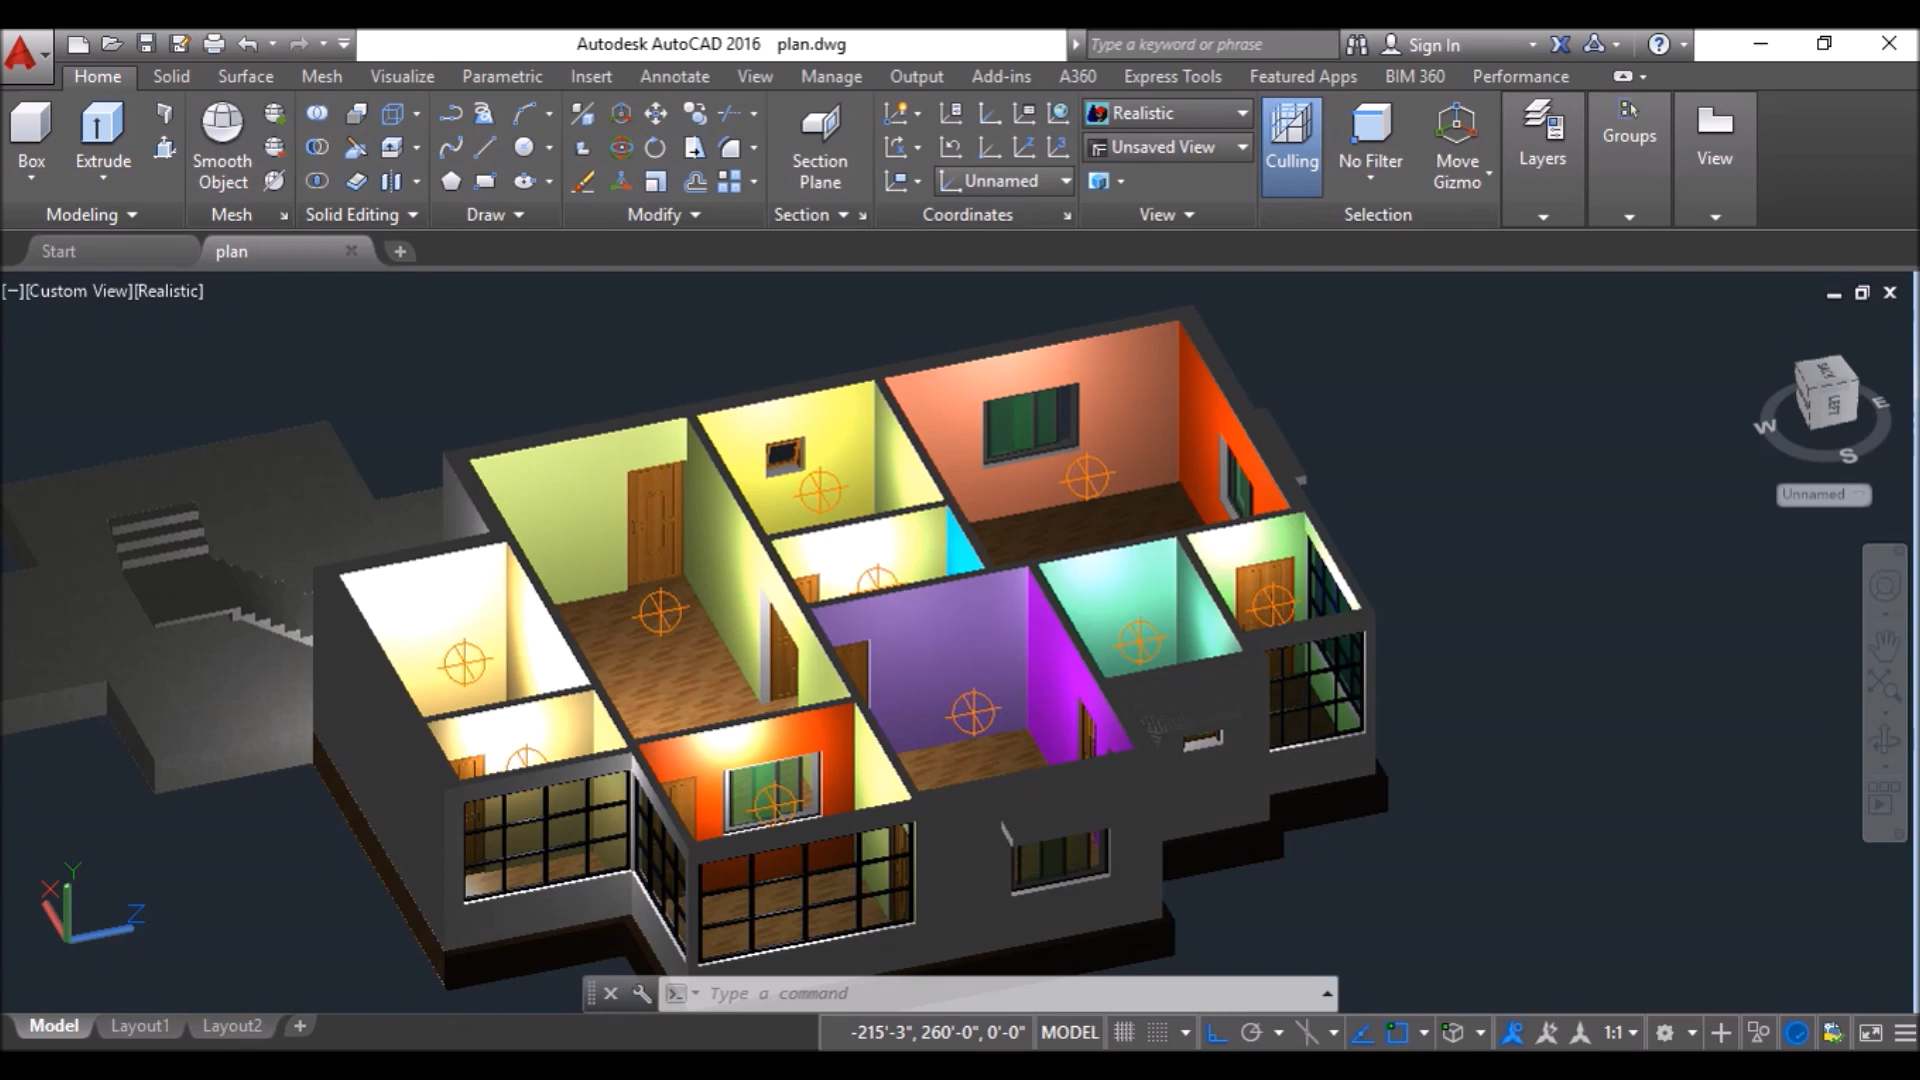 Autodesk AutoCAD 2016 plan.dwg
Type a keyword or phrase
Sign In
Home Solid Surface Mesh Visualize Parametric Insert Annotate View Manage Output Add-ins A360 Express Tools Featured Apps BIM 360 Performance
Box
Extrude
Smooth
Object
Section
Plane
Unnamed
Realistic
Unsaved View
Culling
No Filter
Move
Gizmo
Layers
Groups
View
Modeling Mesh Solid Editing Draw Modify Section Coordinates View Selection
Start plan
[−][Custom View][Realistic]
BACK
LEFT
W
E
S
Unnamed
X Y Z
Type a command
Model Layout1 Layout2
-215'-3", 260'-0", 0'-0" MODEL 1:1